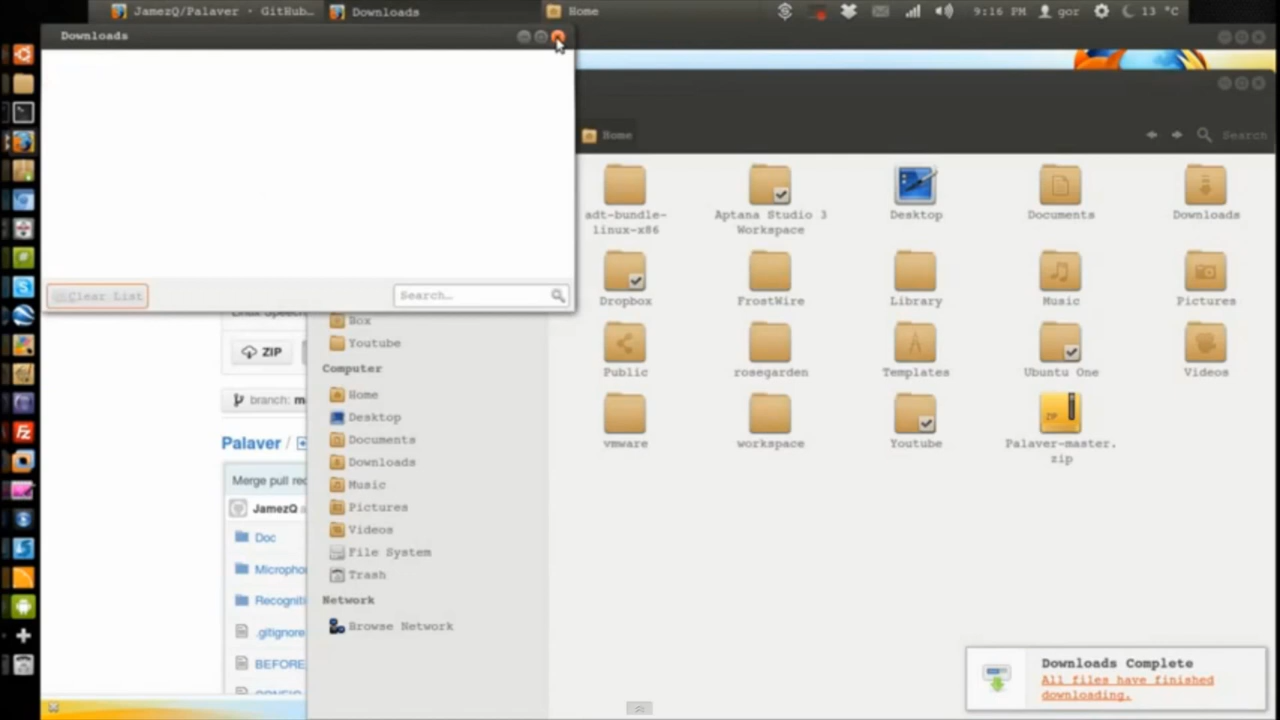 JamezQ/Palaver · GitHub…
Downloads
Home
9:16 PM
gor
13 °C
Downloads
Clear List
Search…
Home
Search
adt-bundle-
linux-x86
Aptana Studio 3
Workspace
Desktop
Documents
Downloads
Dropbox
FrostWire
Library
Music
Pictures
Public
rosegarden
Templates
Ubuntu One
Videos
vmware
workspace
Youtube
ZIP
Palaver-master.
zip
Linux Speech
ZIP
branch:
Palaver /
Merge pull
JamezQ
Doc
.gitignore
BEFORE
Box
Youtube
Computer
Home
Desktop
Documents
Downloads
Music
Pictures
Videos
File System
Trash
Network
Browse Network
Downloads Complete
All files have finished
downloading.